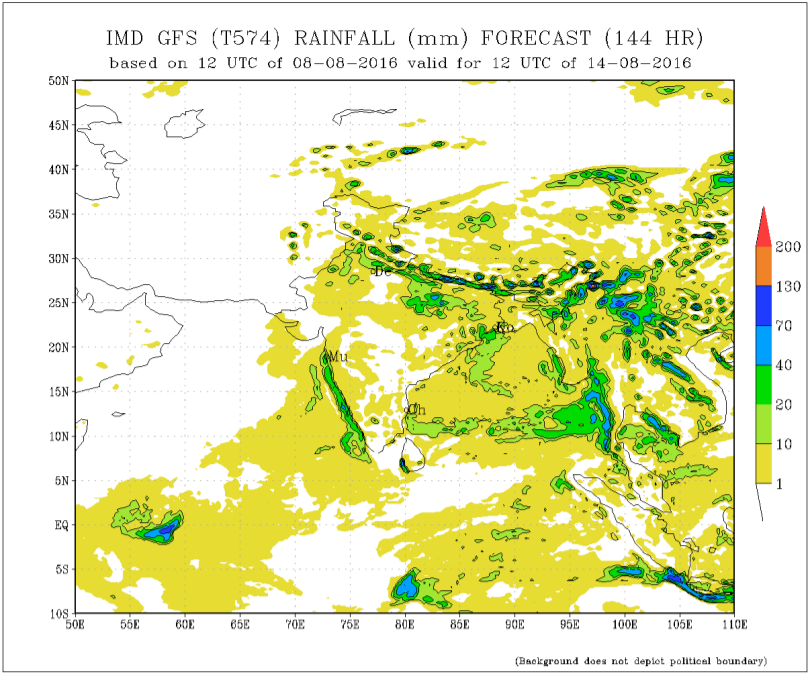 IMD GFS (T574) RAINFALL (mm) FORECAST (144 HR)
based on 12 UTC of 08-08-2016 valid for 12 UTC of 14-08-2016
50N
45N
40N
35N
30N
25N
20N
15N
10N
5N
EQ
5S
10S
De
Ko
Mu
Ch
200
130
70
40
20
10
1
50E 55E 60E 65E 70E 75E 80E 85E 90E 95E 100E 105E 110E
(Background does not depict political boundary)